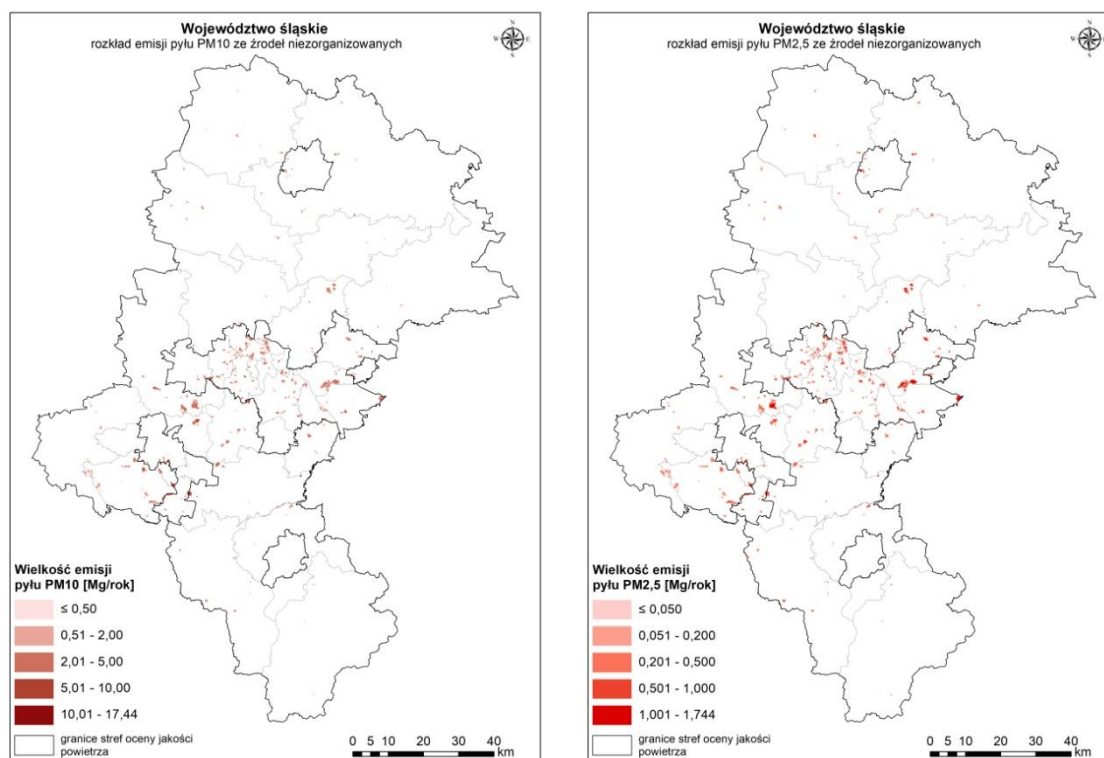 Województwo śląskie
rozkład emisji pyłu PM10 ze źrodeł niezorganizowanych
N
W E
S
Wielkość emisji
pyłu PM10 [Mg/rok]
≤ 0,50
0,51 - 2,00
2,01 - 5,00
5,01 - 10,00
10,01 - 17,44
granice stref oceny jakości
powietrza
0 5 10 20 30 40
km
Województwo śląskie
rozkład emisji pyłu PM2,5 ze źrodeł niezorganizowanych
N
W E
S
Wielkość emisji
pyłu PM2,5 [Mg/rok]
≤ 0,050
0,051 - 0,200
0,201 - 0,500
0,501 - 1,000
1,001 - 1,744
granice stref oceny jakości
powietrza
0 5 10 20 30 40
km